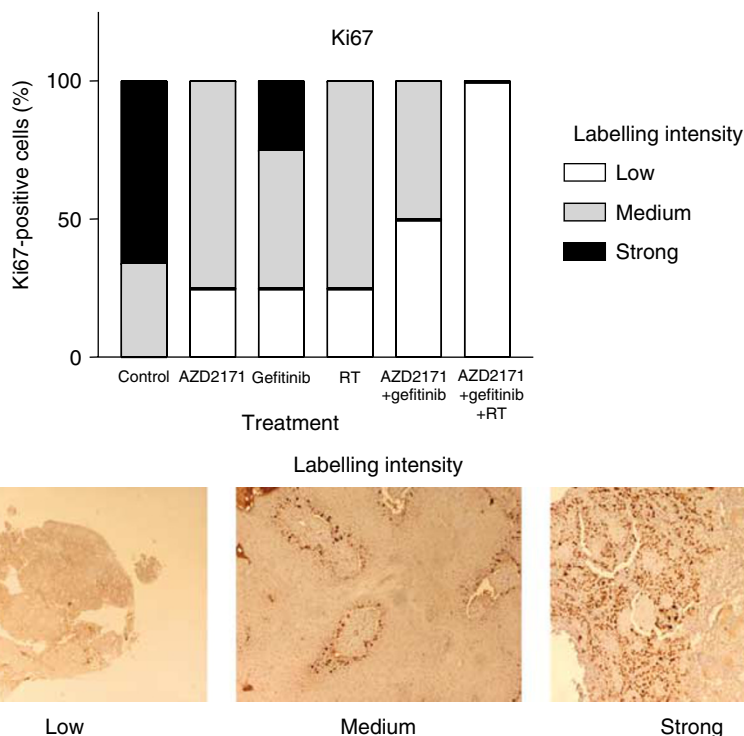 Ki67
Ki67-positive cells (%)
100
50
0
Labelling intensity
Low
Medium
Strong
Control AZD2171 Gefitinib RT AZD2171 AZD2171
+gefitinib +gefitinib
+RT
Treatment
Labelling intensity
Low Medium Strong